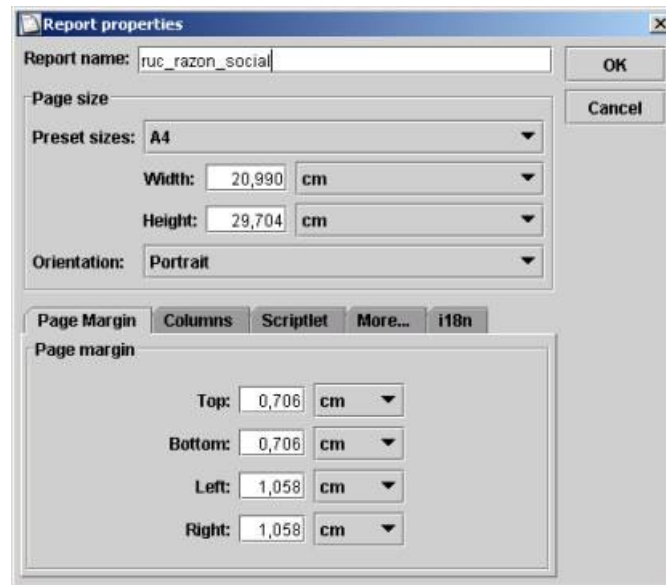 Report properties
Report name: ruc_razon_social
OK
Page size
Cancel
Preset sizes: A4
Width: 20,990 cm
Height: 29,704 cm
Orientation: Portrait
Page Margin Columns Scriptlet More... i18n
Page margin
Top: 0,706 cm
Bottom: 0,706 cm
Left: 1,058 cm
Right: 1,058 cm